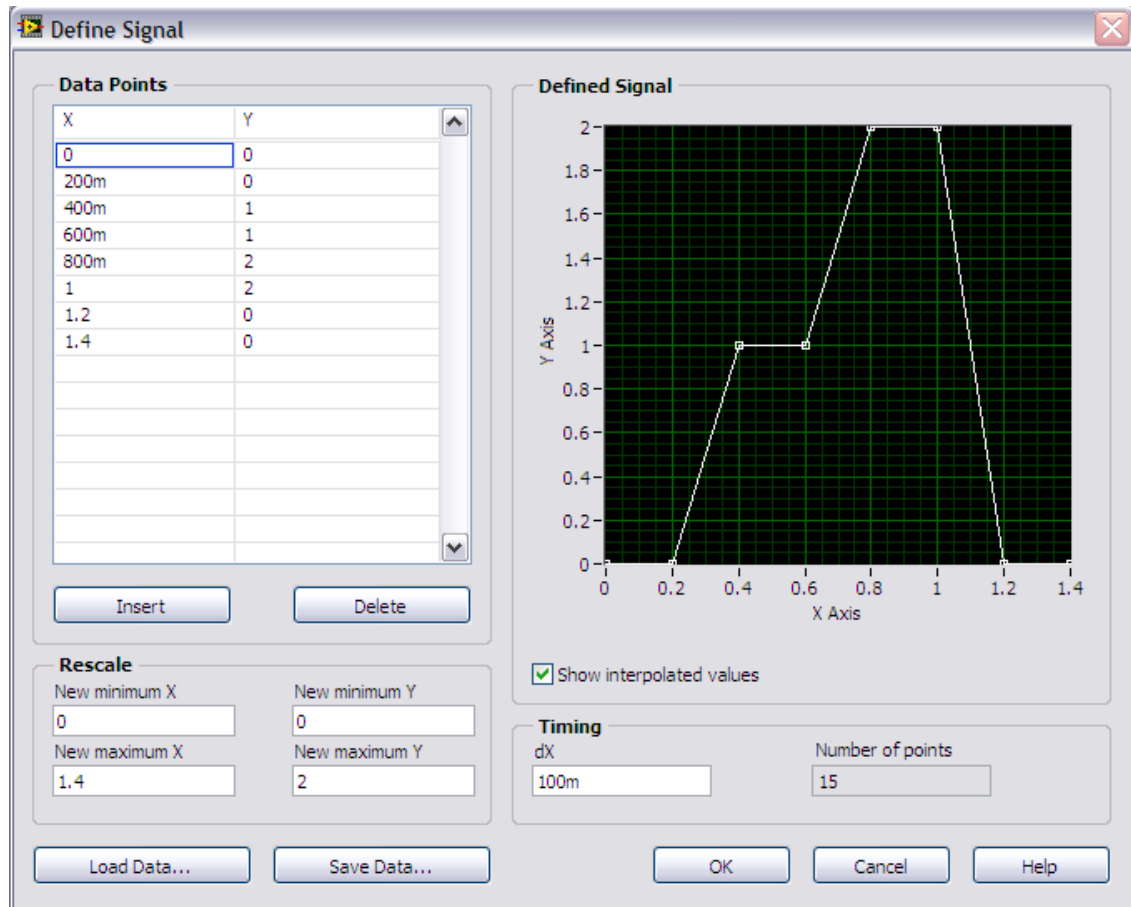 Define Signal
Data Points
X Y
0 0
200m 0
400m 1
600m 1
800m 2
1 2
1.2 0
1.4 0
Insert Delete
Rescale
New minimum X New minimum Y
0 0
New maximum X New maximum Y
1.4 2
Defined Signal
2
1.8
1.6
1.4
1.2
1
0.8
0.6
0.4
0.2
0
Y Axis
0 0.2 0.4 0.6 0.8 1 1.2 1.4
X Axis
Show interpolated values
Timing
dX Number of points
100m 15
Load Data... Save Data... OK Cancel Help